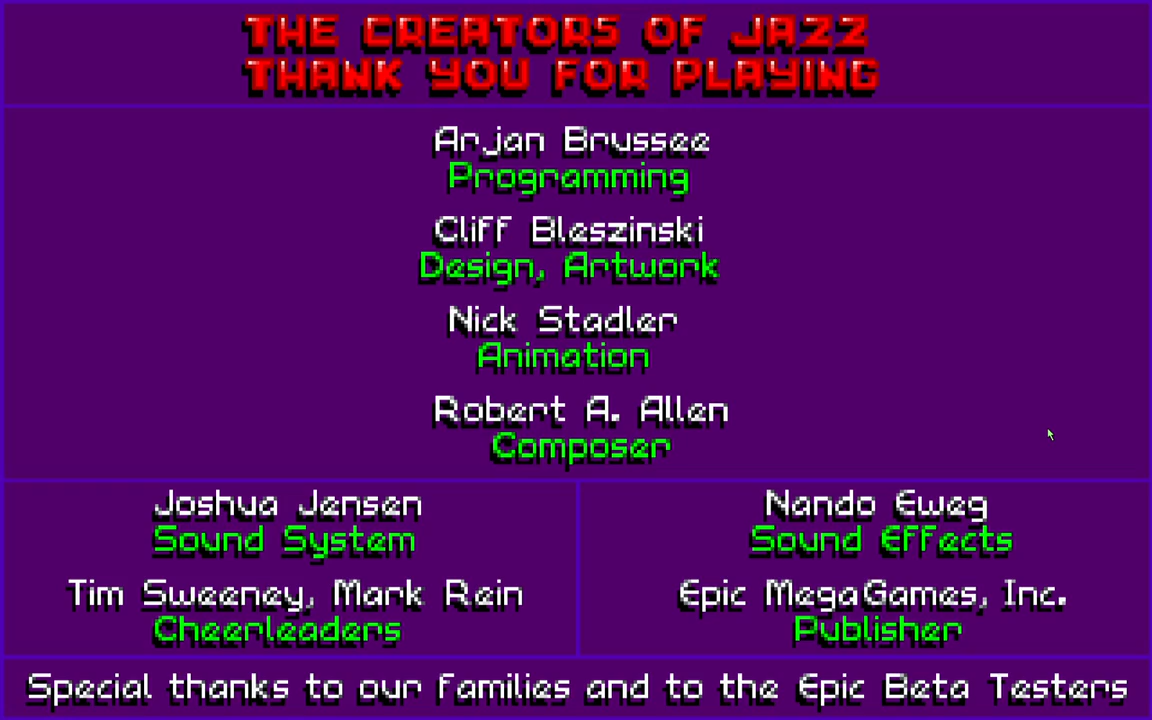 THE CREATORS OF JAZZ
THANK YOU FOR PLAYING
Arjan Brussee
Programming
Cliff Bleszinski
Design, Artwork
Nick Stadler
Animation
Robert A. Allen
Composer
Joshua Jensen
Sound System
Tim Sweeney, Mark Rein
Cheerleaders
Nando Eweg
Sound Effects
Epic MegaGames, Inc.
Publisher
Special thanks to our families and to the Epic Beta Testers